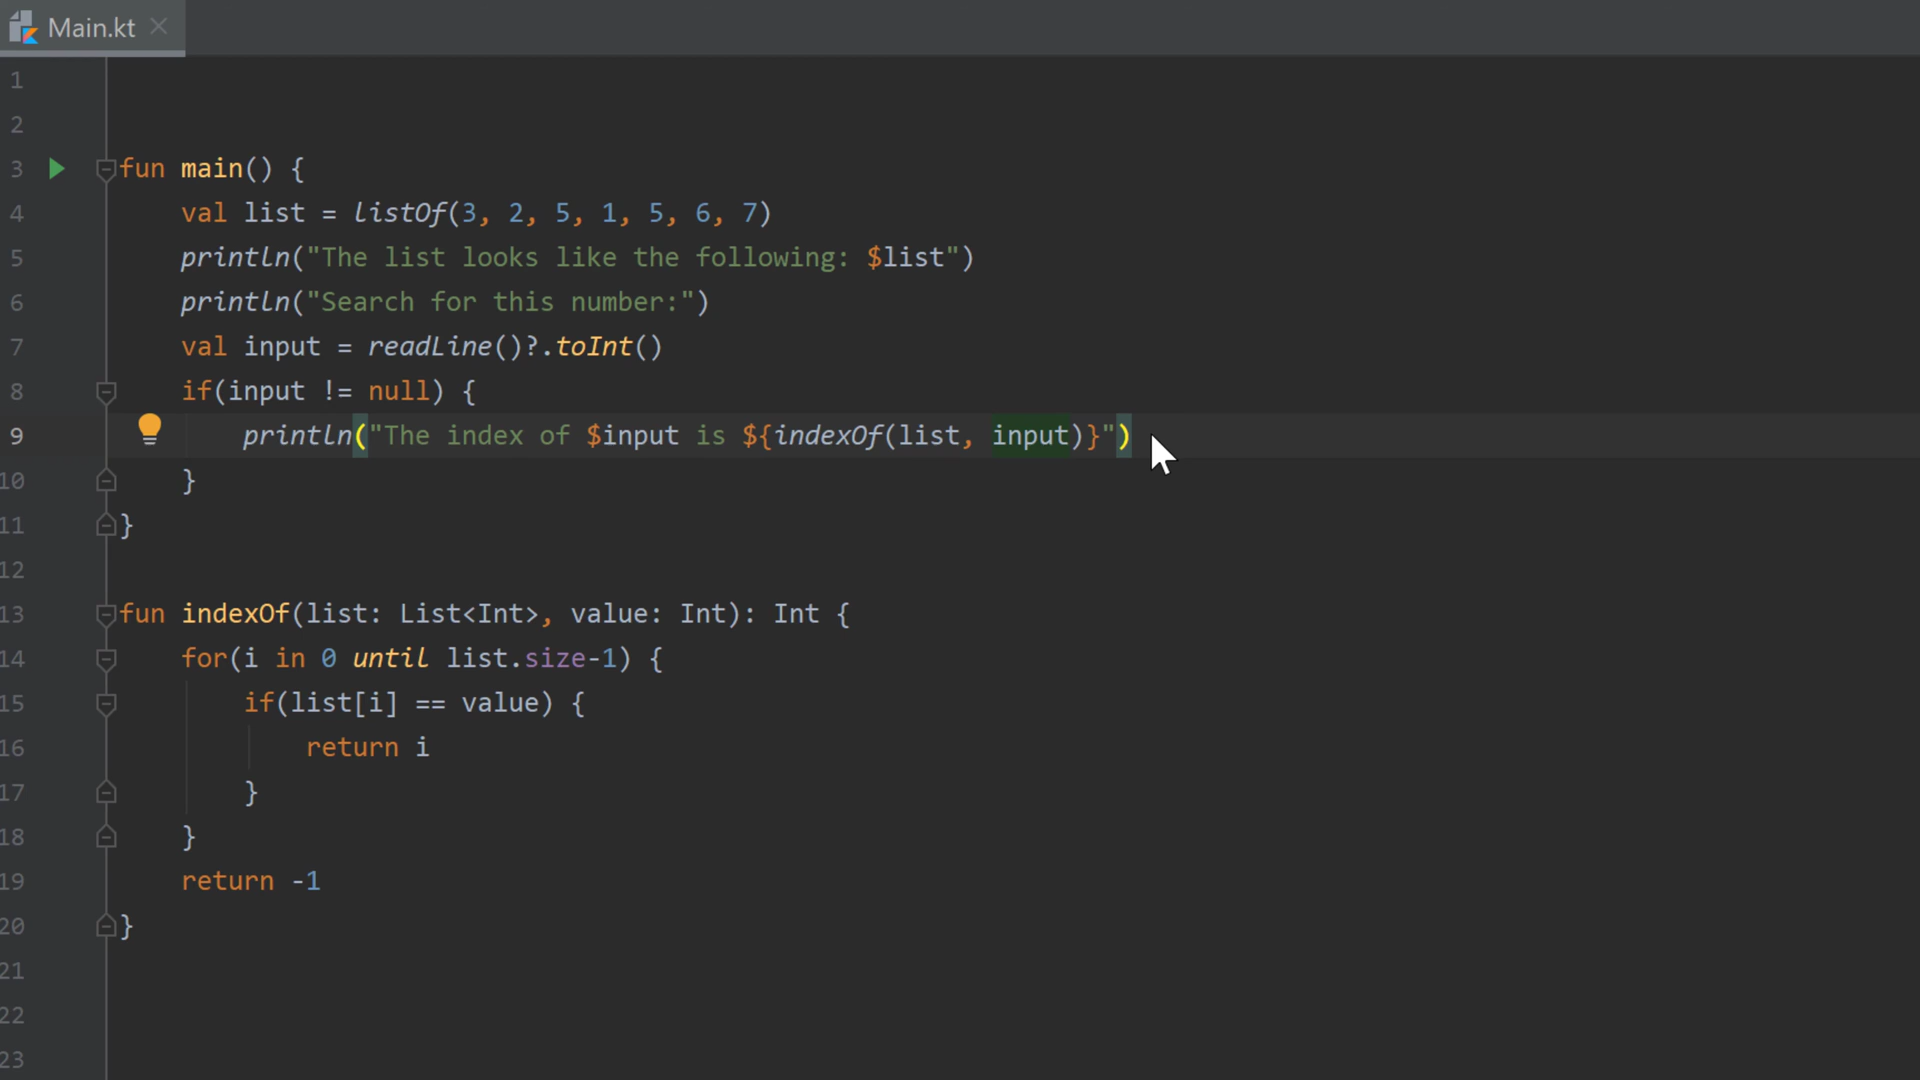 Main.kt
1
2
3 fun main() {
4 val list = listOf(3, 2, 5, 1, 5, 6, 7)
5 println("The list looks like the following: $list")
6 println("Search for this number:")
7 val input = readLine()?.toInt()
8 if(input != null) {
9 println("The index of $input is ${indexOf(list, input)}")
10 }
11 }
12
13 fun indexOf(list: List<Int>, value: Int): Int {
14 for(i in 0 until list.size-1) {
15 if(list[i] == value) {
16 return i
17 }
18 }
19 return -1
20 }
21
22
23